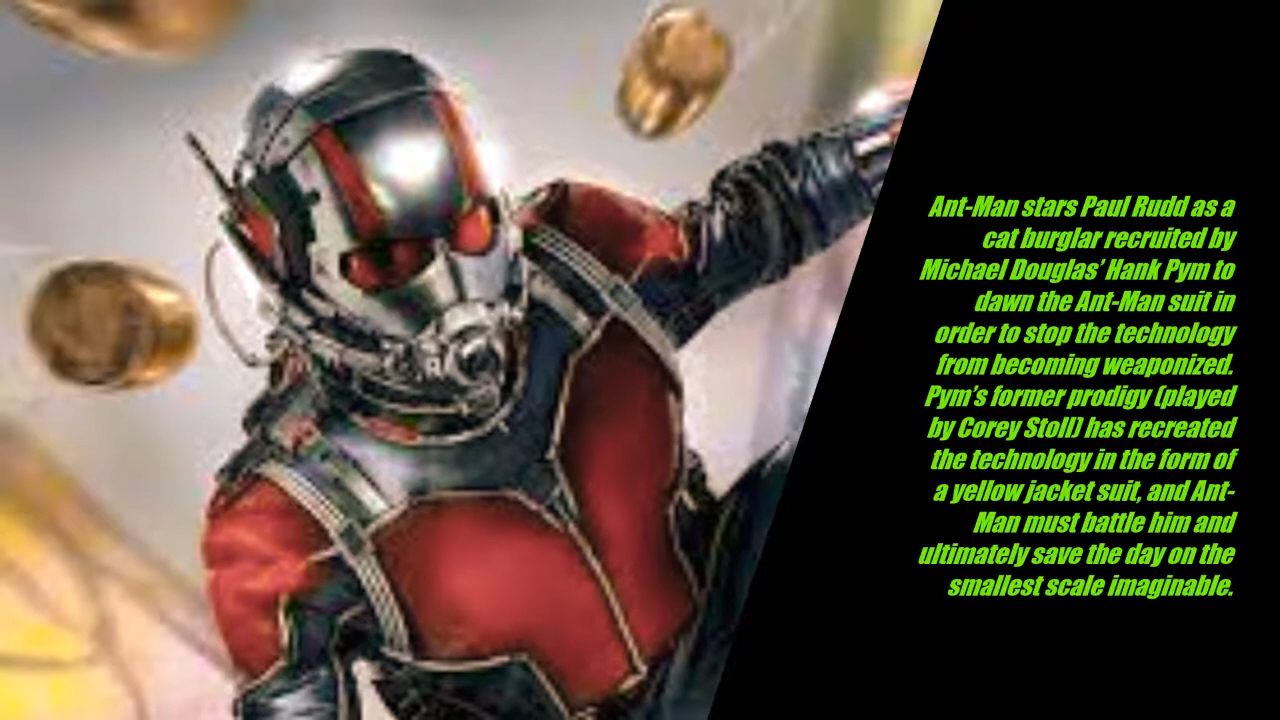 Ant-Man stars Paul Rudd as a
cat burglar recruited by
Michael Douglas’ Hank Pym to
dawn the Ant-Man suit in
order to stop the technology
from becoming weaponized.
Pym’s former prodigy (played
by Corey Stoll) has recreated
the technology in the form of
a yellow jacket suit, and Ant-
Man must battle him and
ultimately save the day on the
smallest scale imaginable.